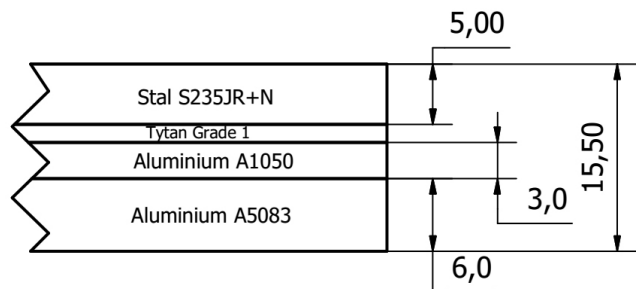 5,00
Stal S235JR+N
Tytan Grade 1
Aluminium A1050
Aluminium A5083
15,50
3,0
6,0